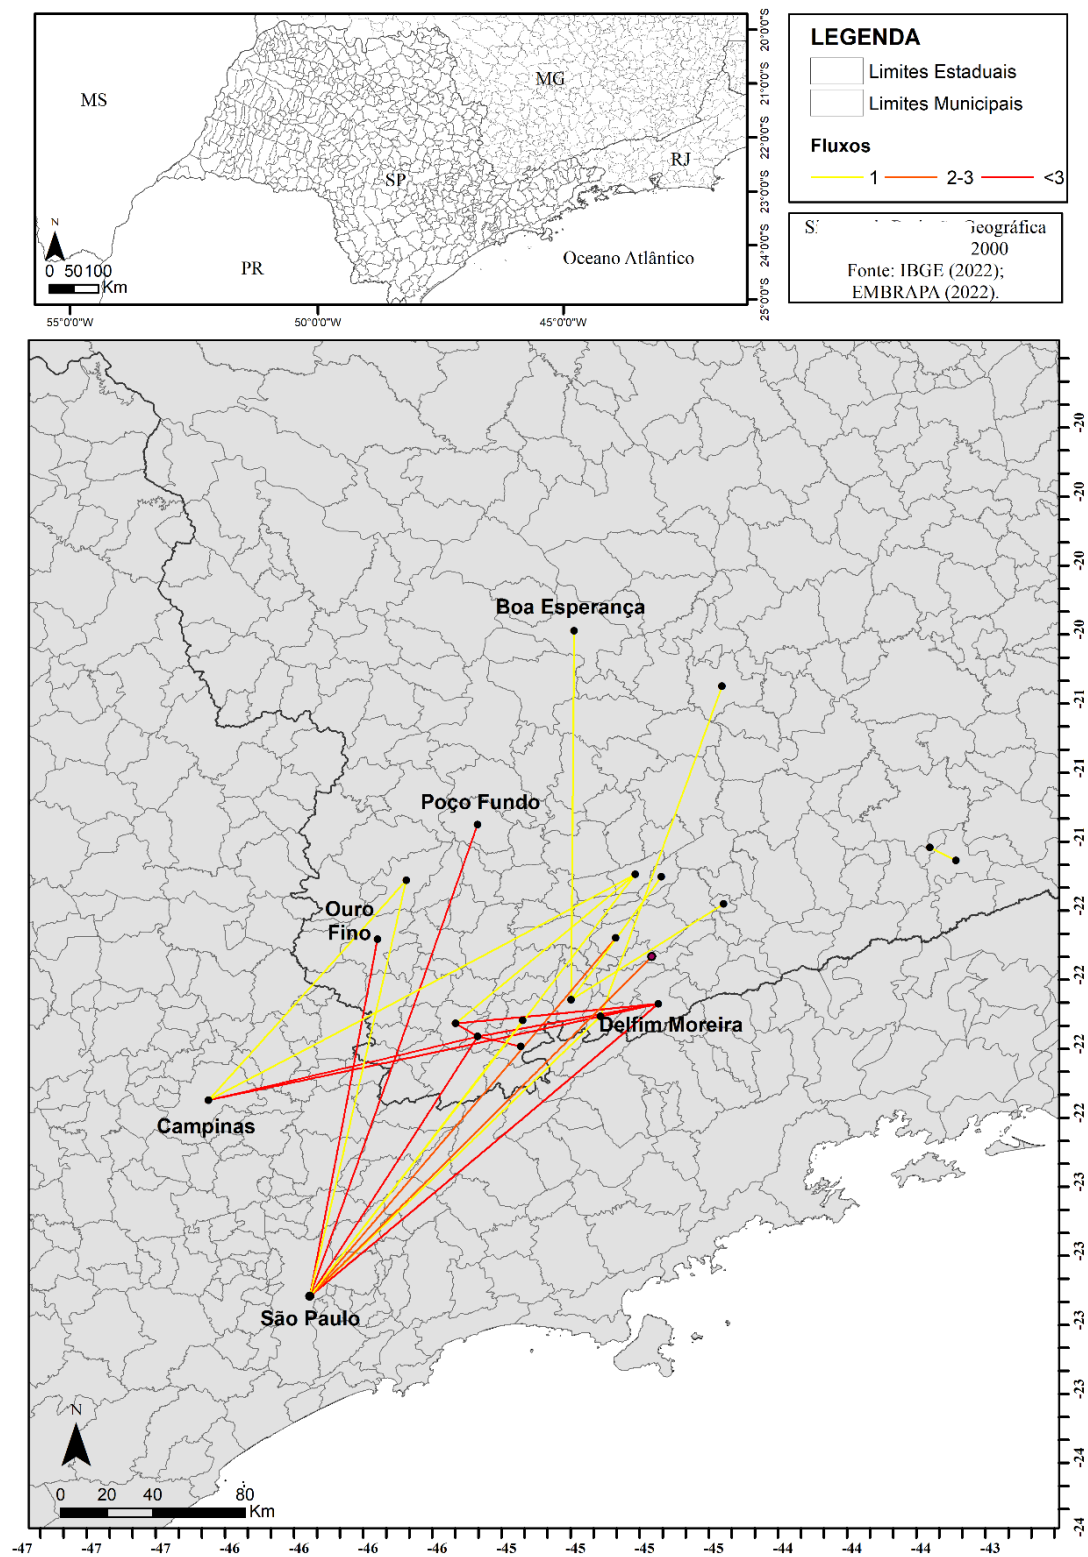 MS
MG
SP
RJ
PR
Oceano Atlântico
N
0 50 100
Km
55°0'0"W
50°0'0"W
45°0'0"W
20°0'0"S
21°0'0"S
22°0'0"S
23°0'0"S
24°0'0"S
25°0'0"S
LEGENDA
Limites Estaduais
Limites Municipais
Fluxos
1
2-3
<3
Geográfica
2000
Fonte: IBGE (2022);
EMBRAPA (2022).
Boa Esperança
Poço Fundo
Ouro
Fino
Delfim Moreira
Campinas
São Paulo
N
0 20 40 80
Km
-20
-20
-20
-20
-21
-21
-21
-22
-22
-22
-22
-23
-23
-23
-23
-24
-24
-47
-47
-46
-46
-46
-46
-45
-45
-45
-45
-44
-44
-44
-43